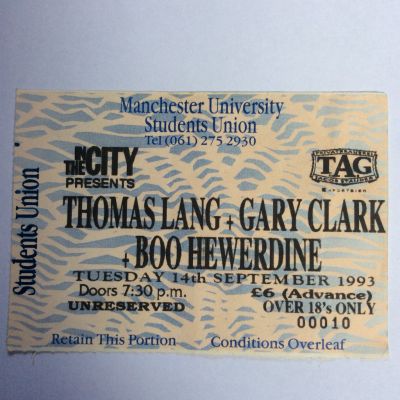 Manchester University
Students Union
Tel (061) 275 2930
Students Union
IN THE CITY
PRESENTS
TAG
THOMAS LANG + GARY CLARK
+ BOO HEWERDINE
TUESDAY 14th SEPTEMBER 1993
Doors 7:30 p.m. £6 (Advance)
UNRESERVED OVER 18's ONLY
00010
Retain This Portion Conditions Overleaf